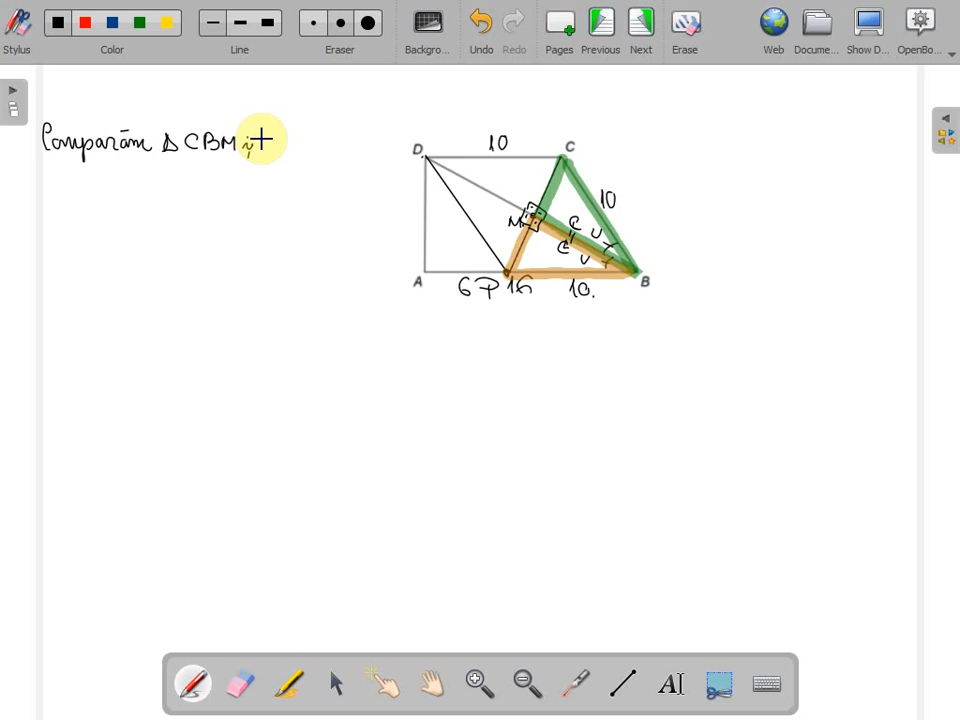 Color
Line
Eraser
Stylus
Backgro...
Undo
Redo
Pages
Previous
Next
Erase
Web
Docume...
Show D...
OpenBo...
Comparăm Δ CBM și
D
10
C
10
M
A
6
P
16
10.
B